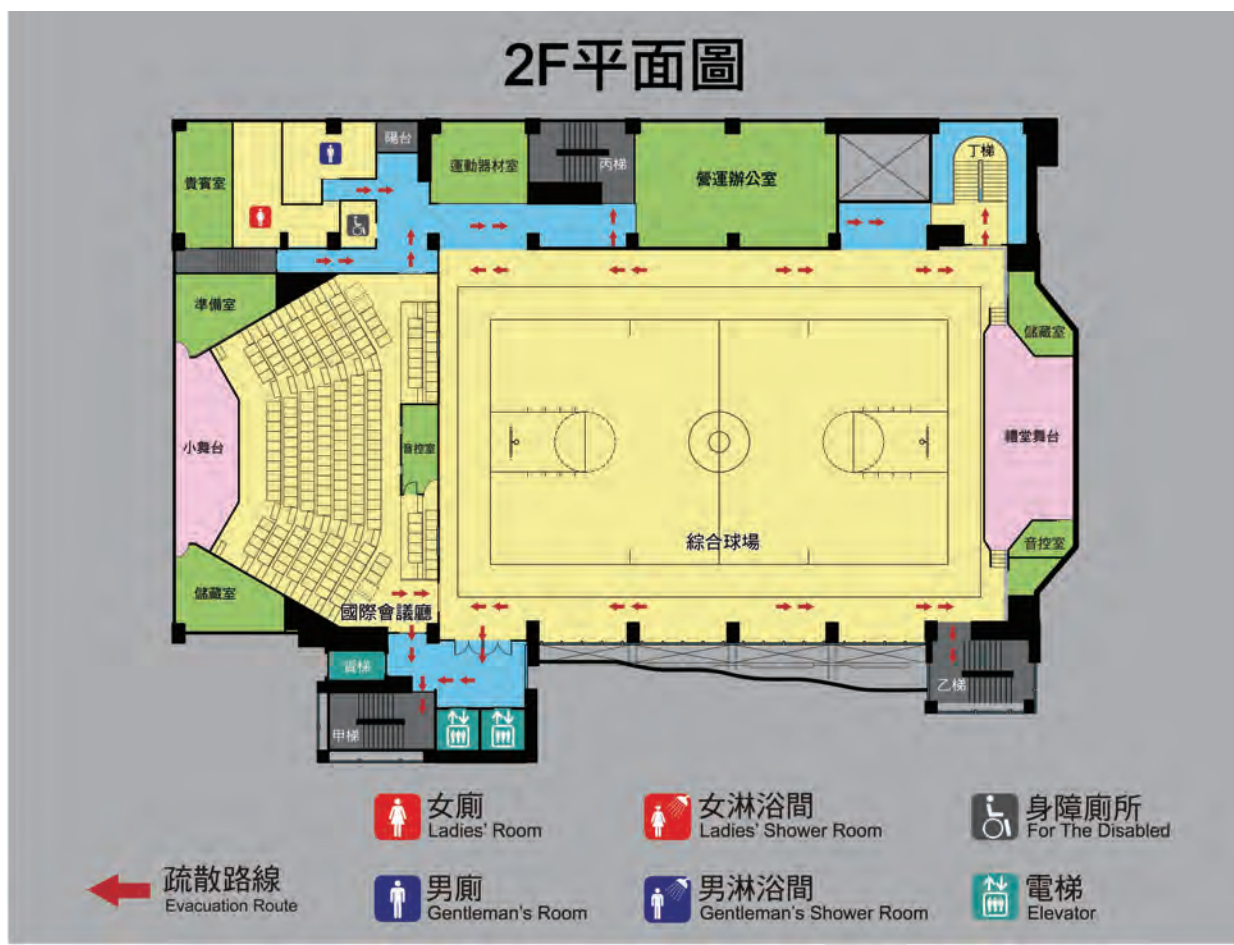 2F平面圖
陽台
丁梯
運動器材室
丙梯
貴賓室
營運辦公室
準備室
儲藏室
小舞台
音控室
禮堂舞台
綜合球場
音控室
儲藏室
國際會議廳
貨梯
乙梯
甲梯
女廁
Ladies' Room
女淋浴間
Ladies' Shower Room
身障廁所
For The Disabled
疏散路線
Evacuation Route
男廁
Gentleman's Room
男淋浴間
Gentleman's Shower Room
電梯
Elevator